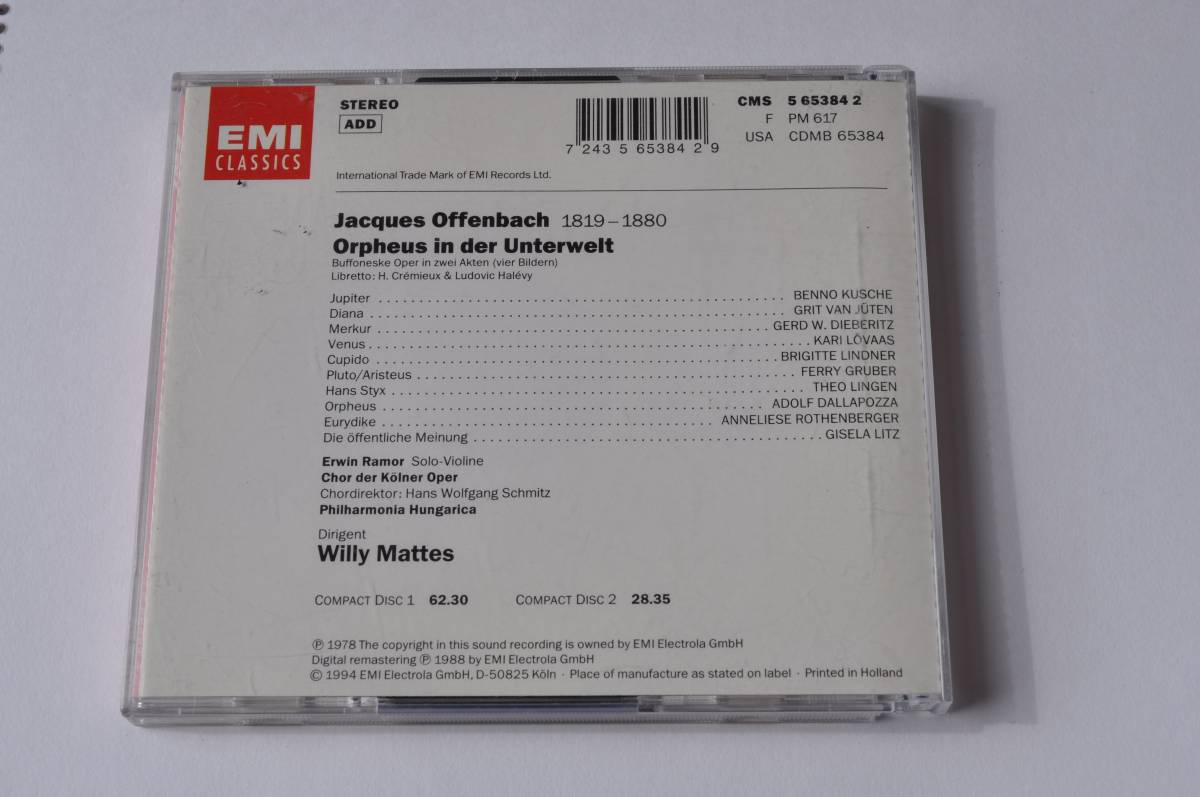 EMI
CLASSICS
STEREO
ADD
7 243 5 65384 2 9
CMS 5 65384 2
F PM 617
USA CDMB 65384
International Trade Mark of EMI Records Ltd.
Jacques Offenbach 1819–1880
Orpheus in der Unterwelt
Buffoneske Oper in zwei Akten (vier Bildern)
Libretto: H. Crémieux & Ludovic Halévy
Jupiter . . . . . . . . . . BENNO KUSCHE
Diana . . . . . . . . . . GRIT VAN JÜTEN
Merkur . . . . . . . . . . GERD W. DIEBERITZ
Venus . . . . . . . . . . KARI LÖVAAS
Cupido . . . . . . . . . . BRIGITTE LINDNER
Pluto/Aristeus . . . . . . . . . . FERRY GRUBER
Hans Styx . . . . . . . . . . THEO LINGEN
Orpheus . . . . . . . . . . ADOLF DALLAPOZZA
Eurydike . . . . . . . . . . ANNELIESE ROTHENBERGER
Die öffentliche Meinung . . . . . . . . . . GISELA LITZ
Erwin Ramor Solo-Violine
Chor der Kölner Oper
Chordirektor: Hans Wolfgang Schmitz
Philharmonia Hungarica
Dirigent
Willy Mattes
COMPACT DISC 1 62.30 COMPACT DISC 2 28.35
℗ 1978 The copyright in this sound recording is owned by EMI Electrola GmbH
Digital remastering ℗ 1988 by EMI Electrola GmbH
© 1994 EMI Electrola GmbH, D-50825 Köln · Place of manufacture as stated on label · Printed in Holland